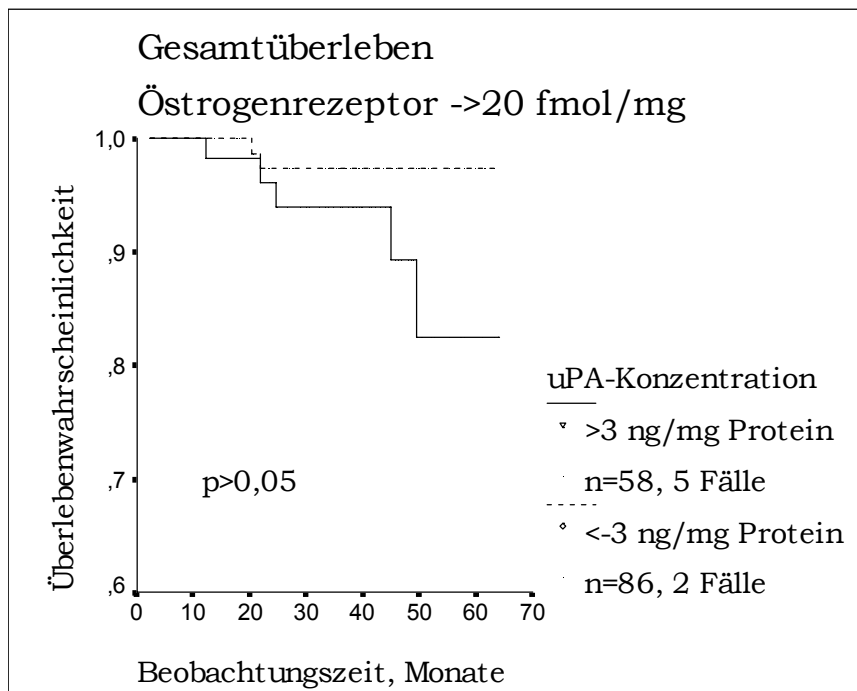 Gesamtüberleben
Östrogenrezeptor ->20 fmol/mg
Überlebenwahrscheinlichkeit
1,0
,9
,8
,7
,6
p>0,05
0 10 20 30 40 50 60 70
Beobachtungszeit, Monate
uPA-Konzentration
>3 ng/mg Protein
n=58, 5 Fälle
<-3 ng/mg Protein
n=86, 2 Fälle